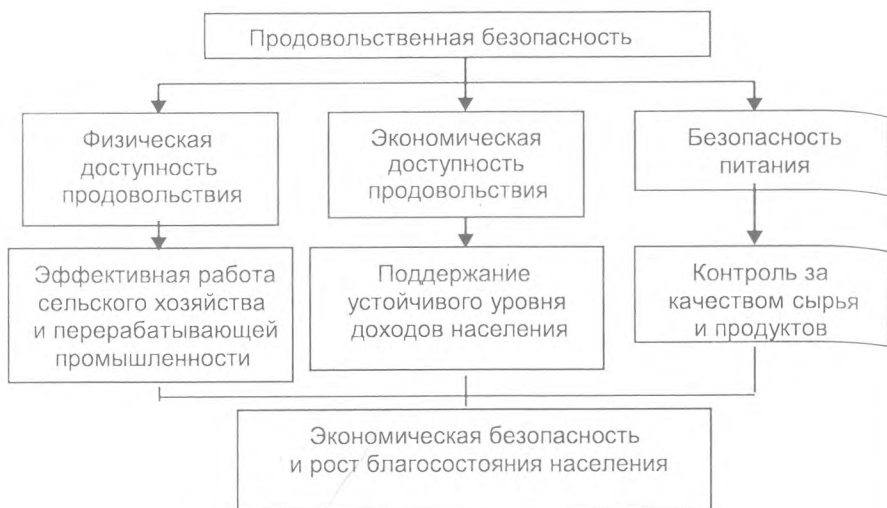 Продовольственная безопасность
Физическая
доступность
продовольствия
Экономическая
доступность
продовольствия
Безопасность
питания
Эффективная работа
сельского хозяйства
и перерабатывающей
промышленности
Поддержание
устойчивого уровня
доходов населения
Контроль за
качеством сырья
и продуктов
Экономическая безопасность
и рост благосостояния населения